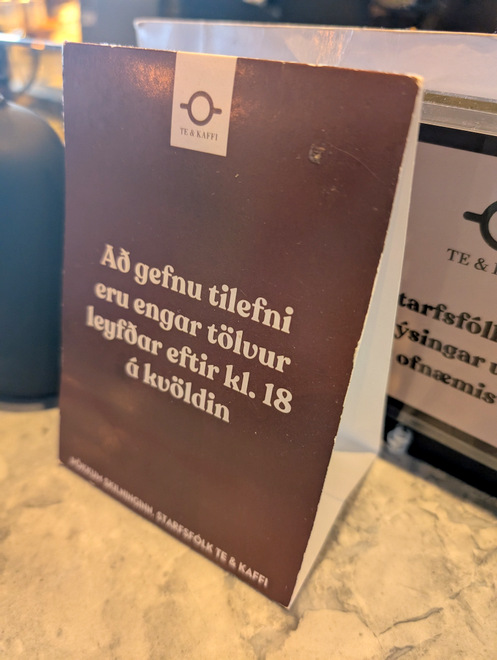 TE & KAFFI
Að gefnu tilefni
eru engar tölvur
leyfðar eftir kl. 18
á kvöldin
ÞÖKKUM SKILNINGINN, STARFSFÓLK TE & KAFFI
TE &
tarfsfól
ýsingar
ofnæmis